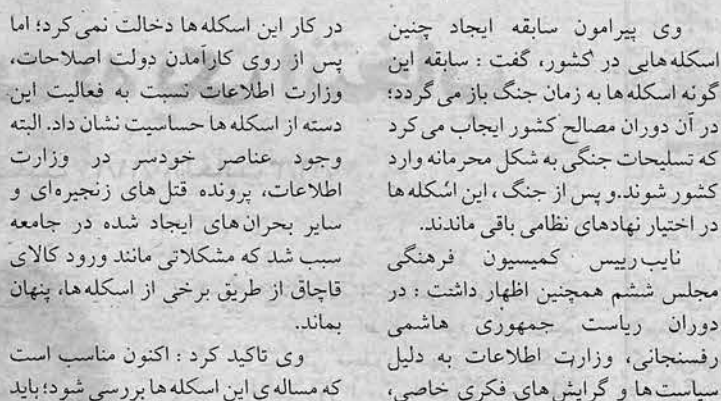 وی پیرامون سابقه ایجاد چنین
اسکله‌هایی در کشور، گفت : سابقه این
گونه اسکله‌ها به زمان جنگ باز می‌گردد؛
در آن دوران مصالح کشور ایجاب می‌کرد
که تسلیحات جنگی به شکل محرمانه وارد
کشور شوند.و پس از جنگ ، این اسکله‌ها
در اختیار نهادهای نظامی باقی ماندند.
نایب‌رییس کمیسیون فرهنگی
مجلس ششم همچنین اظهار داشت : در
دوران ریاست جمهوری هاشمی
رفسنجانی، وزارت اطلاعات به دلیل
سیاست‌ها و گرایش‌های فکری خاصی،
در کار این اسکله‌ها دخالت نمی‌کرد؛ اما
پس از روی کارآمدن دولت اصلاحات،
وزارت اطلاعات نسبت به فعالیت این
دسته از اسکله‌ها حساسیت نشان داد. البته
وجود عناصر خودسر در وزارت
اطلاعات، پرونده قتل‌های زنجیره‌ای و
سایر بحران‌های ایجاد شده در جامعه
سبب شد که مشکلاتی مانند ورود کالای
قاچاق از طریق برخی از اسکله‌ها، پنهان
بماند.
وی تاکید کرد : اکنون مناسب است
که مساله‌ی این اسکله‌ها بررسی شود؛ باید